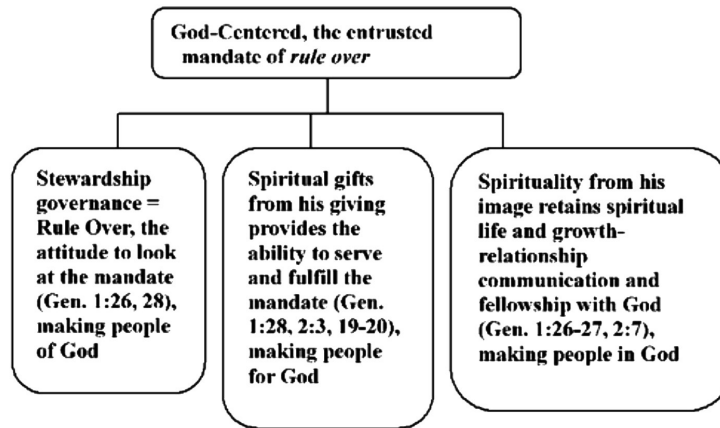 God-Centered, the entrusted
mandate of rule over
Stewardship
governance =
Rule Over, the
attitude to look
at the mandate
(Gen. 1:26, 28),
making people
of God
Spiritual gifts
from his giving
provides the
ability to serve
and fulfill the
mandate (Gen.
1:28, 2:3, 19-20),
making people
for God
Spirituality from his
image retains spiritual
life and growth-
relationship
communication and
fellowship with God
(Gen. 1:26-27, 2:7),
making people in God